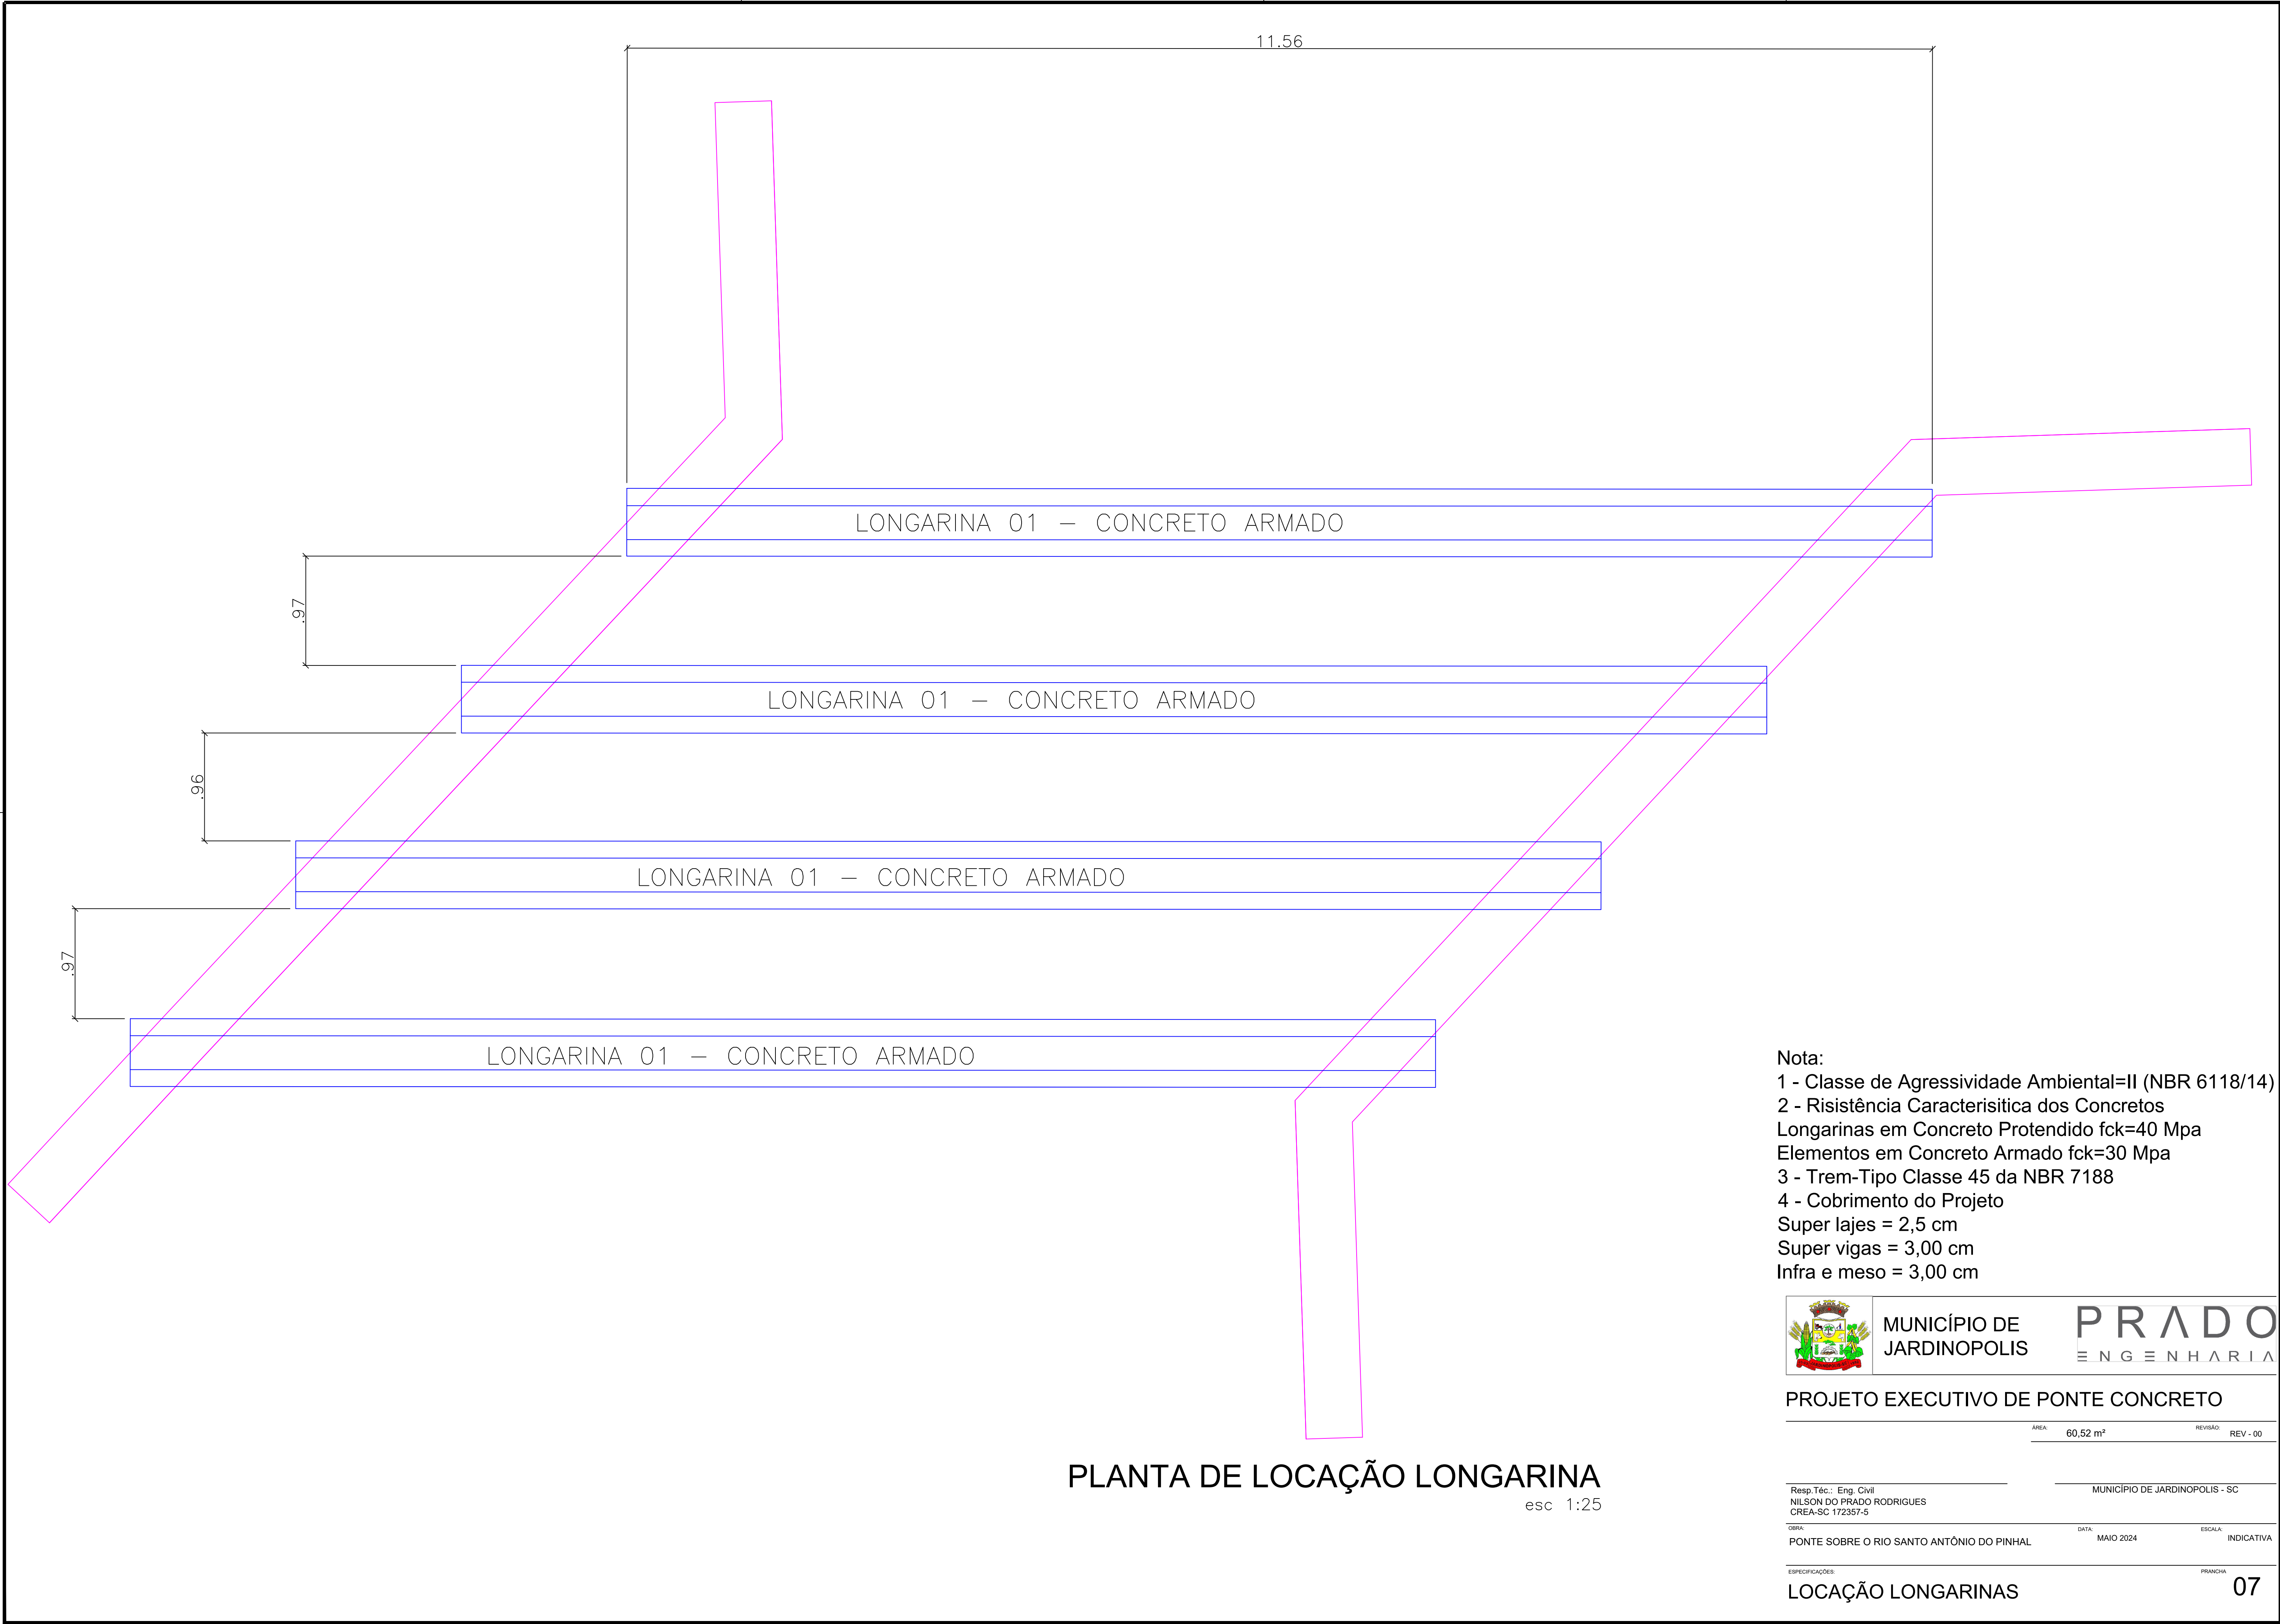 11.56
LONGARINA 01 – CONCRETO ARMADO
.97
LONGARINA 01 – CONCRETO ARMADO
.96
LONGARINA 01 – CONCRETO ARMADO
.97
LONGARINA 01 – CONCRETO ARMADO
Nota:
1 - Classe de Agressividade Ambiental=II (NBR 6118/14)
2 - Risistência Caracterisitica dos Concretos
Longarinas em Concreto Protendido fck=40 Mpa
Elementos em Concreto Armado fck=30 Mpa
3 - Trem-Tipo Classe 45 da NBR 7188
4 - Cobrimento do Projeto
Super lajes = 2,5 cm
Super vigas = 3,00 cm
Infra e meso = 3,00 cm
PLANTA DE LOCAÇÃO LONGARINA
esc 1:25
MUNICÍPIO DE
JARDINOPOLIS
PRADO
ENGENHARIA
PROJETO EXECUTIVO DE PONTE CONCRETO
ÁREA: 60,52 m²
REVISÃO: REV - 00
Resp.Téc.: Eng. Civil
NILSON DO PRADO RODRIGUES
CREA-SC 172357-5
MUNICÍPIO DE JARDINOPOLIS - SC
OBRA:
PONTE SOBRE O RIO SANTO ANTÔNIO DO PINHAL
DATA:
MAIO 2024
ESCALA:
INDICATIVA
ESPECIFICAÇÕES:
LOCAÇÃO LONGARINAS
PRANCHA
07